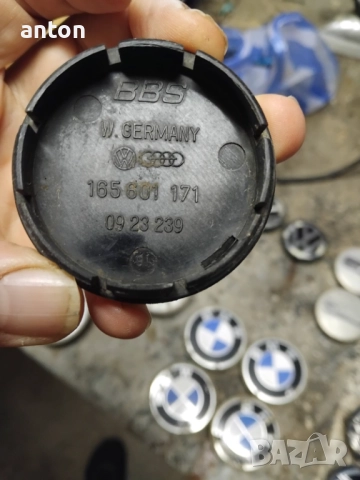 anton
BBS
W. GERMANY
165 601 171
09 23 239
bazar